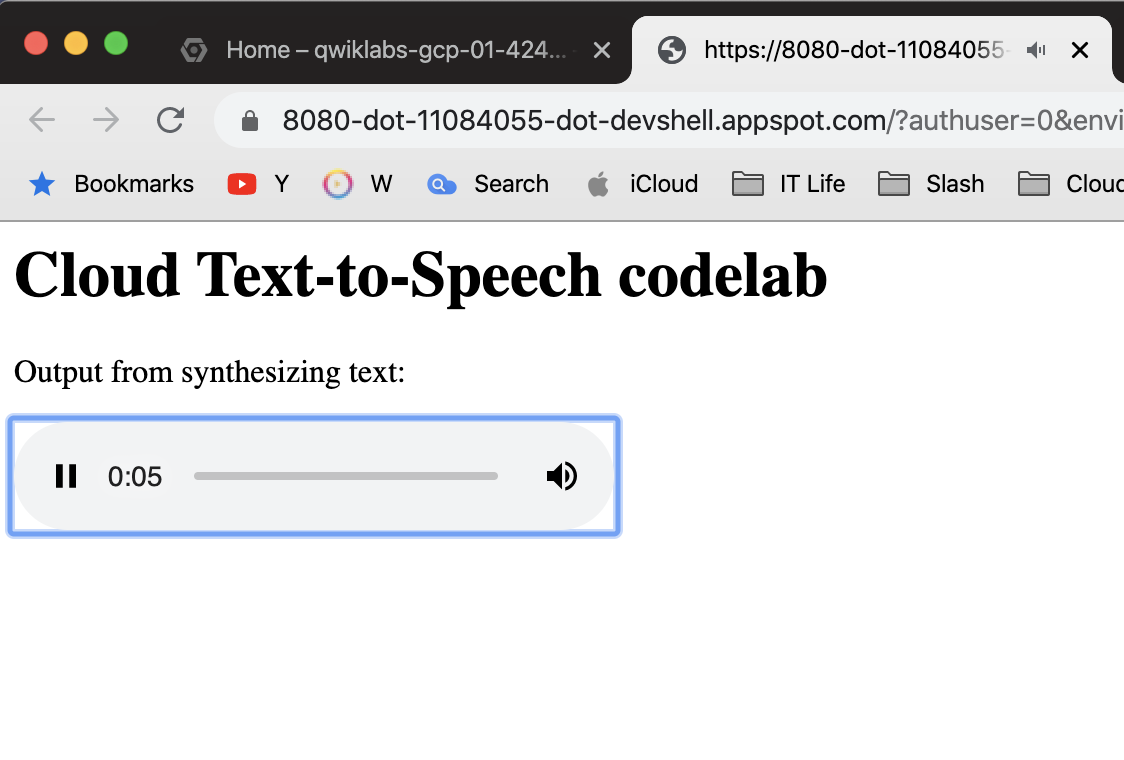 Home – qwiklabs-gcp-01-424... https://8080-dot-11084055-
8080-dot-11084055-dot-devshell.appspot.com/?authuser=0&envi
Bookmarks Y W Search iCloud IT Life Slash Cloud
Cloud Text-to-Speech codelab
Output from synthesizing text:
0:05